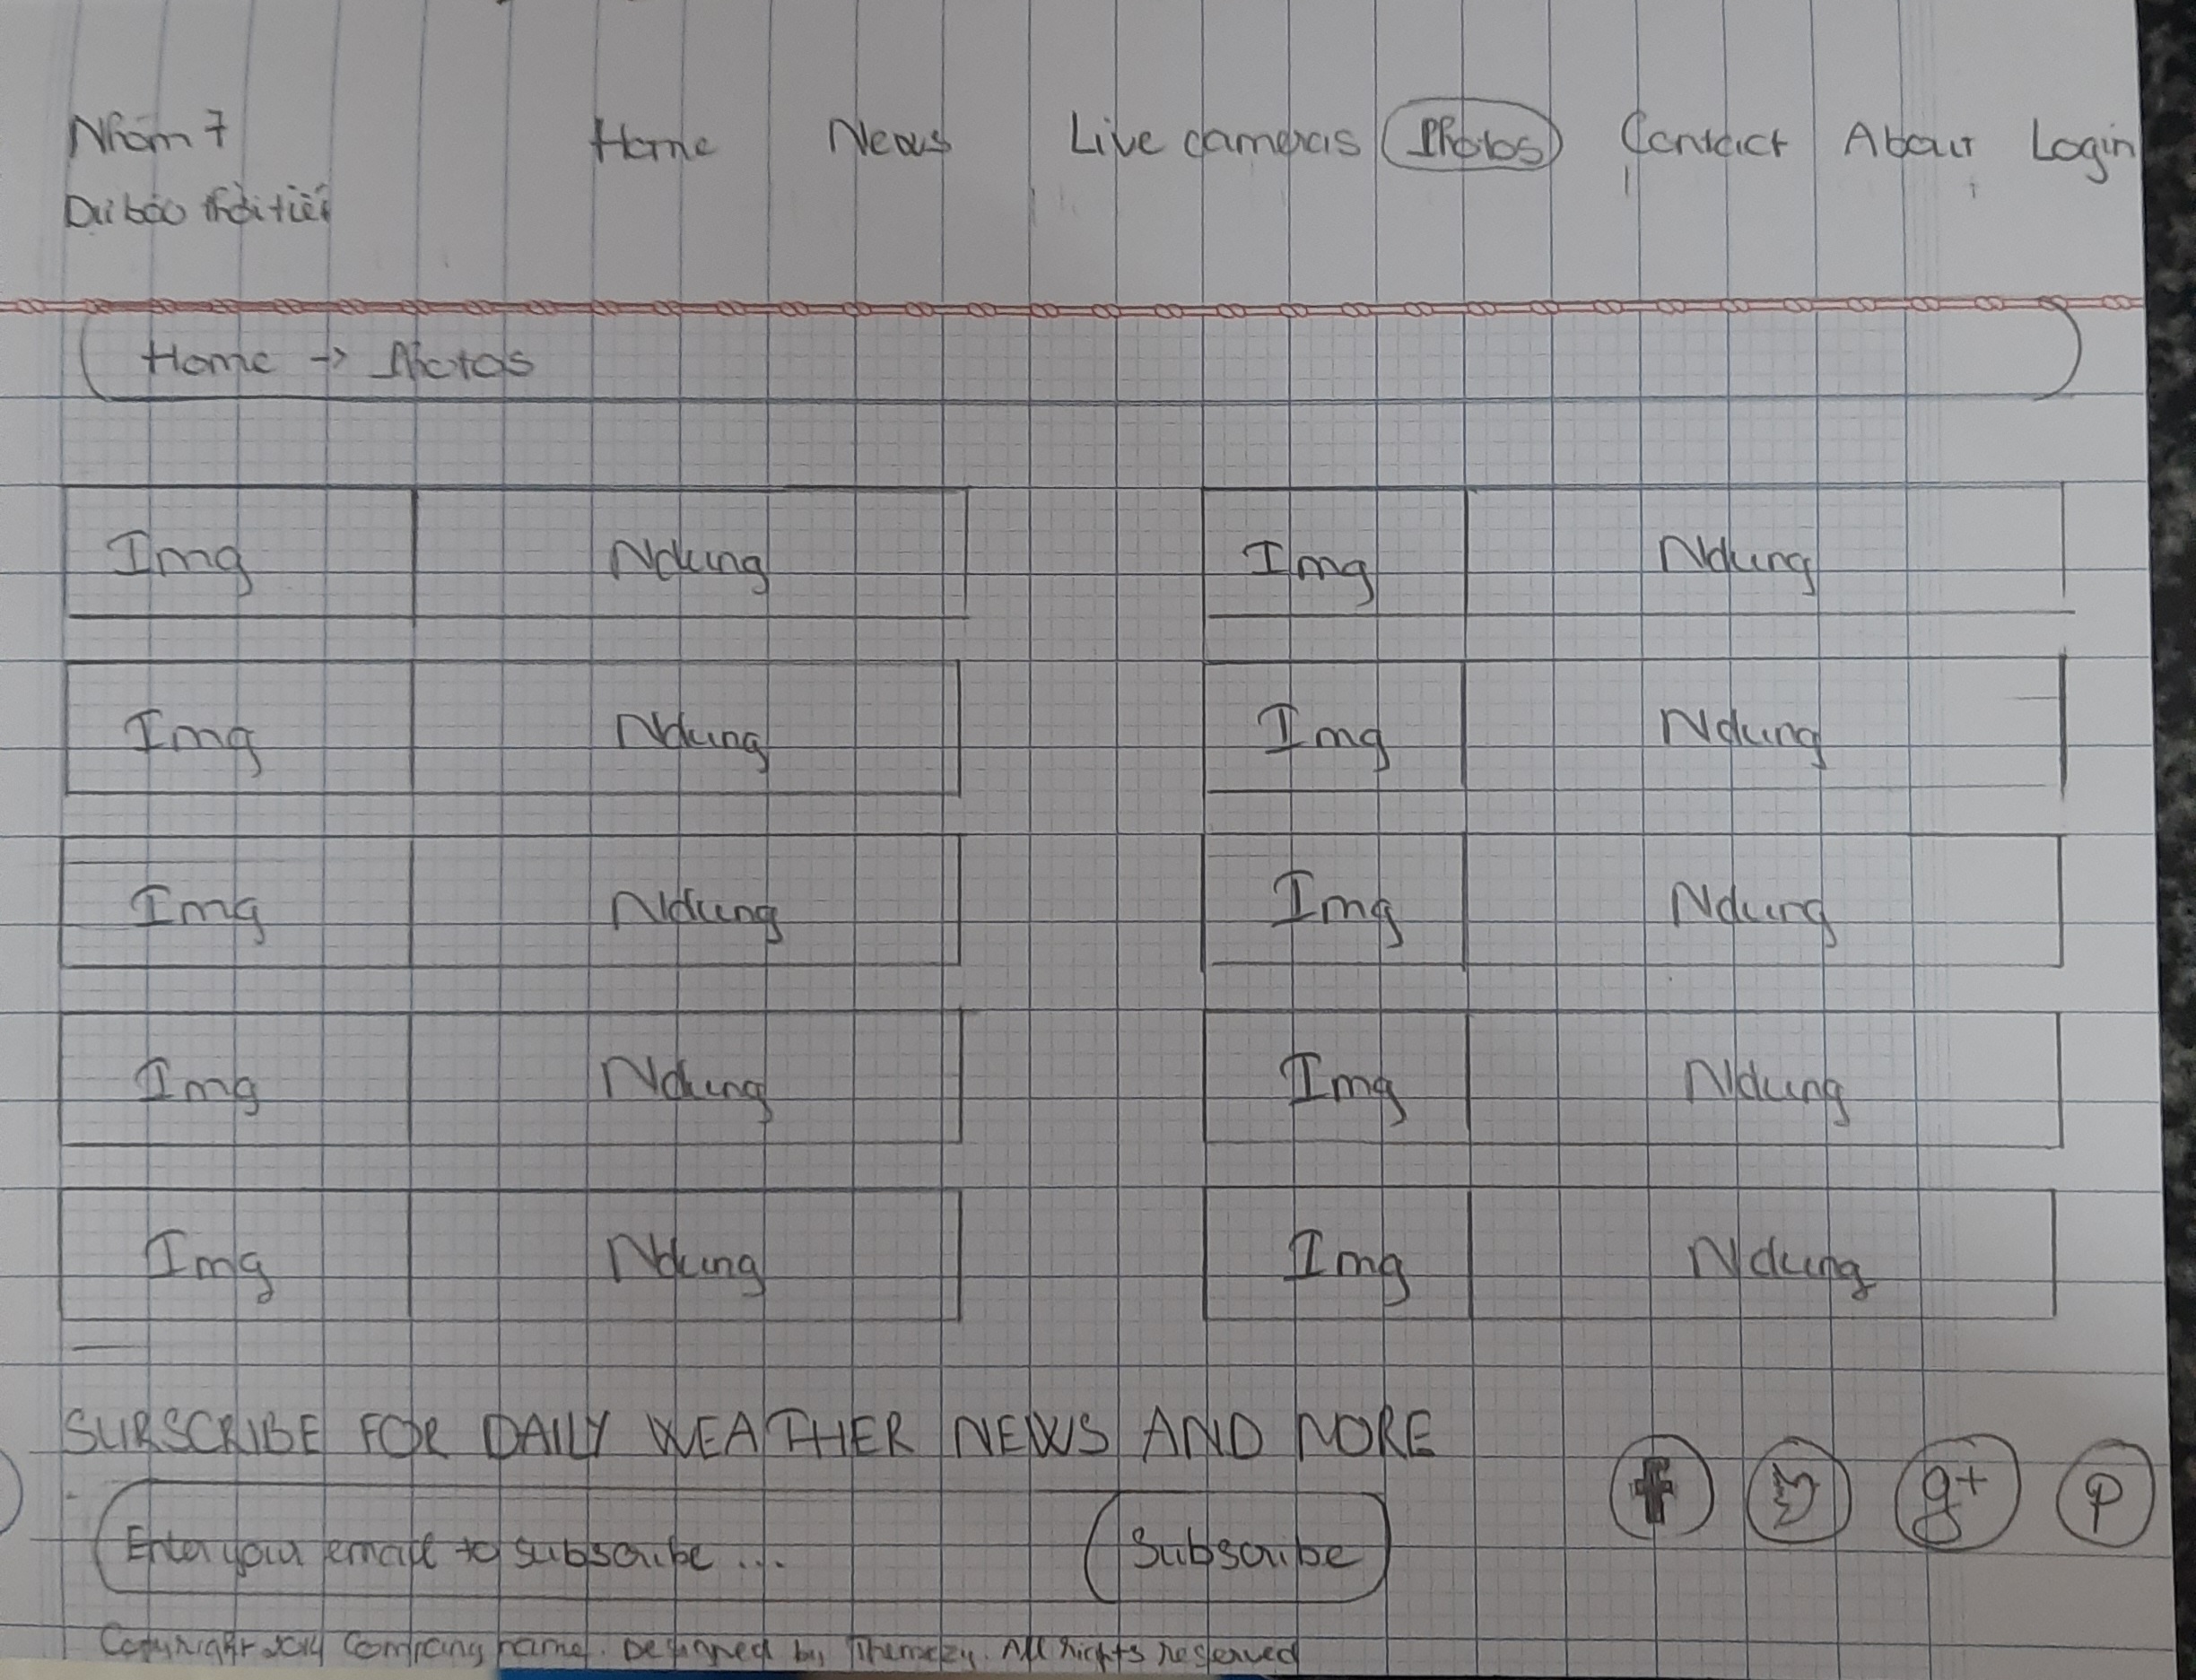 Nhóm 7 Home News Live cameras Photos Contact About Login
Dự báo thời tiết
Home -> Photos
Img Ndung Img Ndung
Img Ndung Img Ndung
Img Ndung Img Ndung
Img Ndung Img Ndung
Img Ndung Img Ndung
SUBSCRIBE FOR DAILY WEATHER NEWS AND MORE
f g+ p
Enter your email to subscribe ... Subscribe
Copyright 2014 Company name. Designed by Themezy. All rights reserved